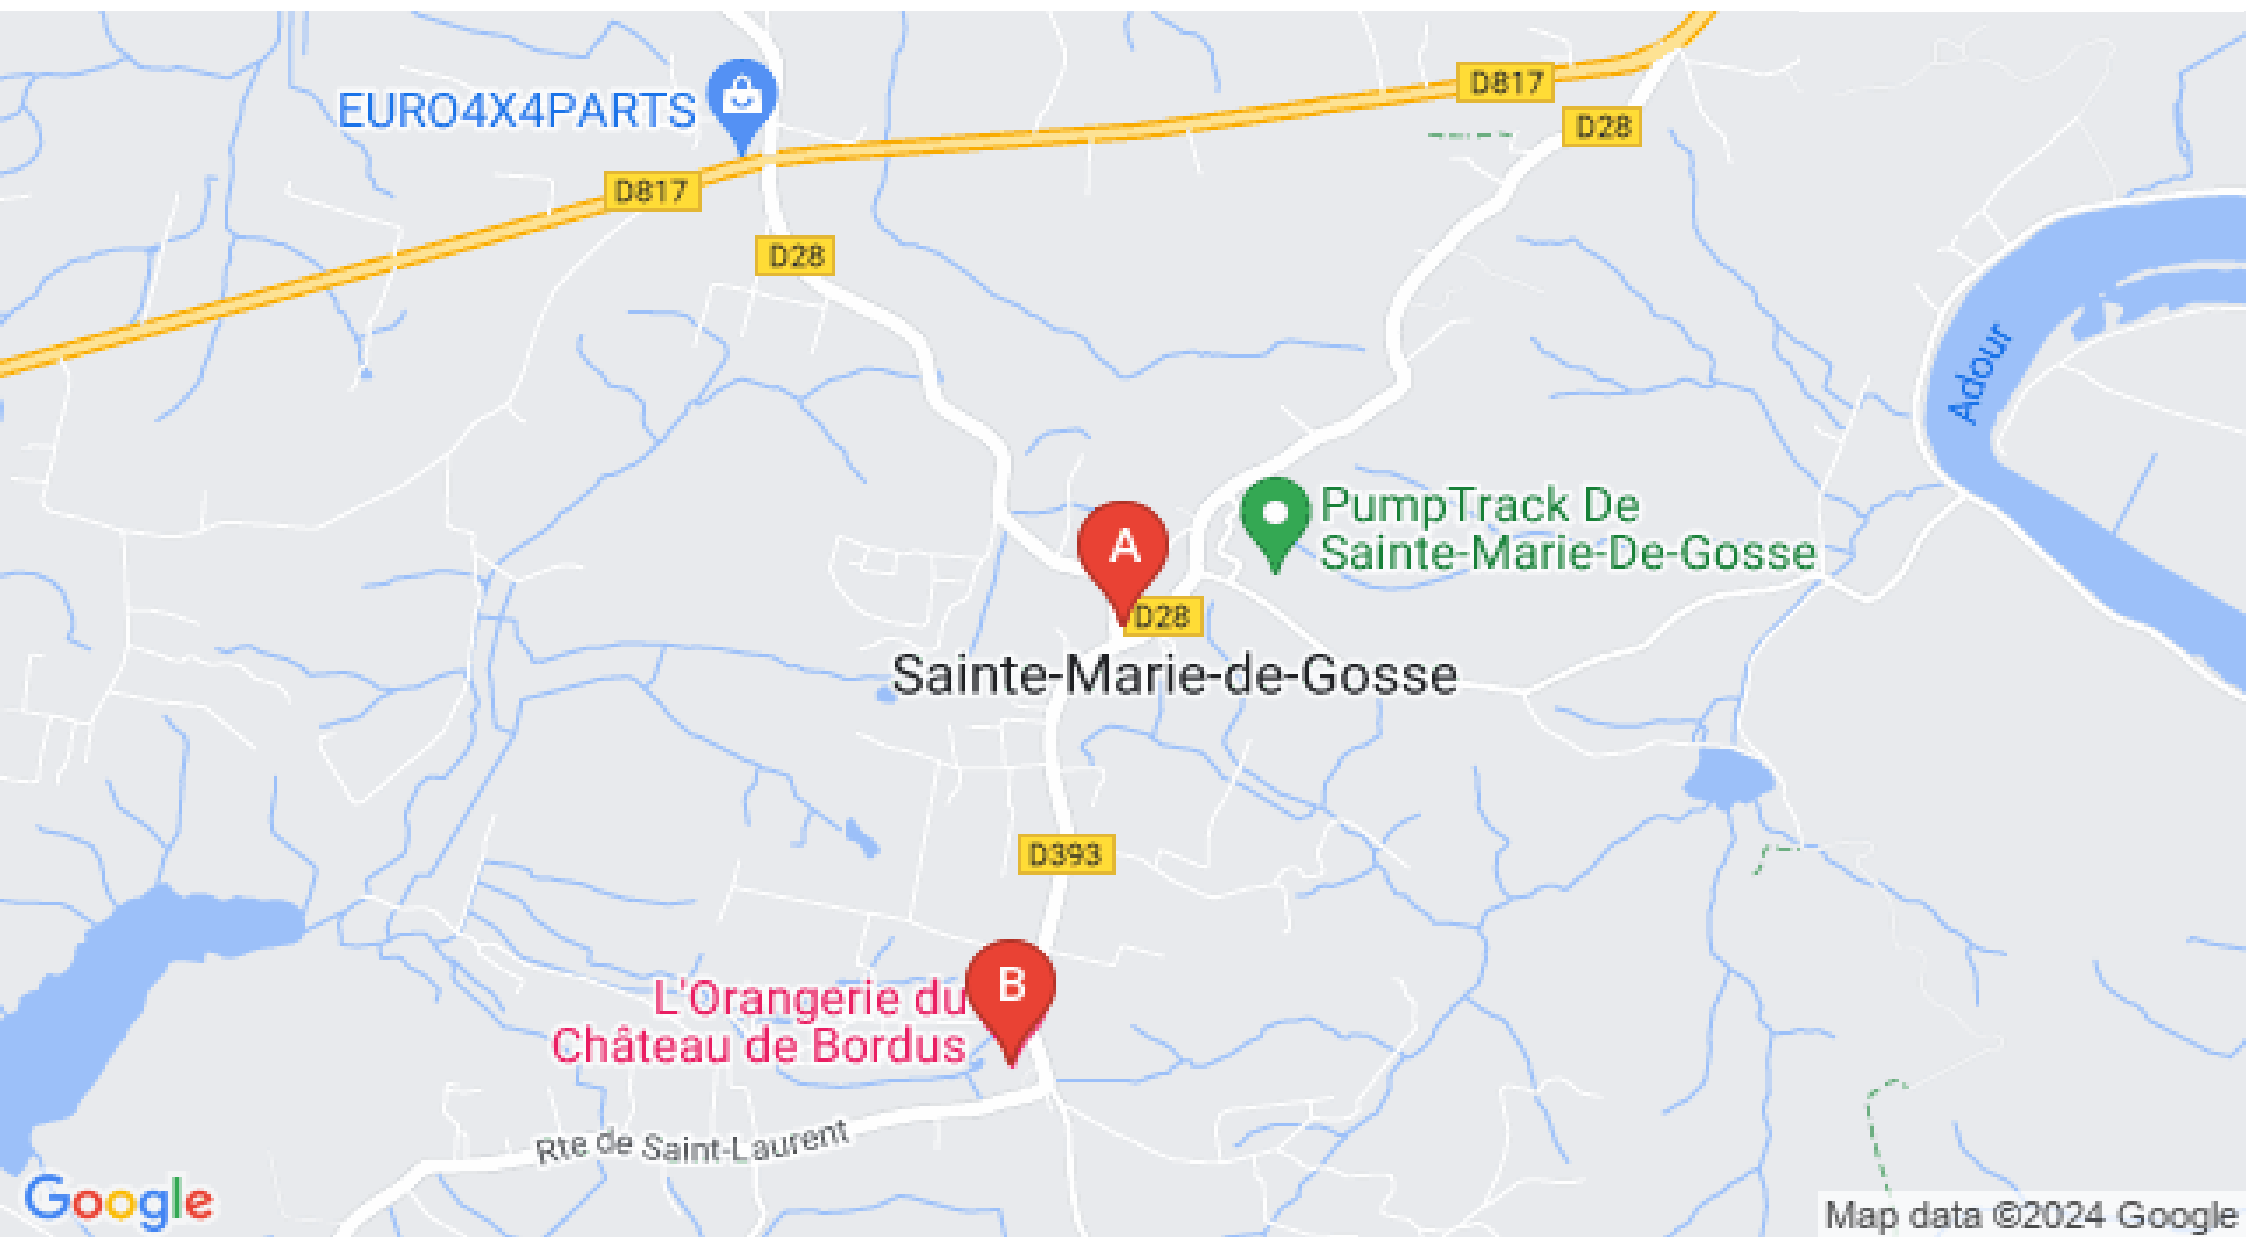 D817
EURO4X4PARTS
D28
D817
D28
Adour
PumpTrack De
Sainte-Marie-De-Gosse
A
D28
Sainte-Marie-de-Gosse
D393
B
L'Orangerie du
Château de Bordus
Rte de Saint-Laurent
Google
Map data ©2024 Google